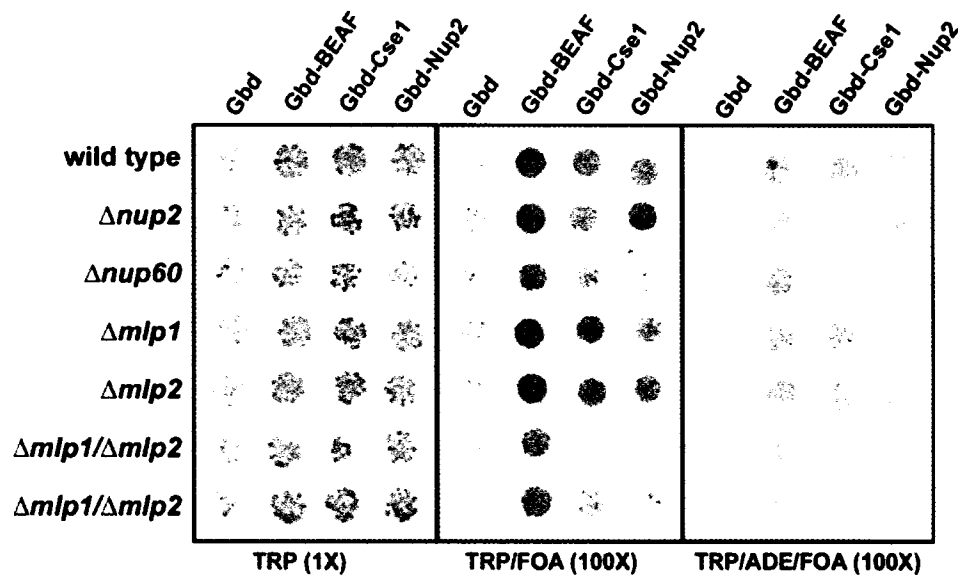 Gbd Gbd-BEAF Gbd-Cse1 Gbd-Nup2 Gbd Gbd-BEAF Gbd-Cse1 Gbd-Nup2 Gbd Gbd-BEAF Gbd-Cse1 Gbd-Nup2
wild type
Δnup2
Δnup60
Δmlp1
Δmlp2
Δmlp1/Δmlp2
Δmlp1/Δmlp2
TRP (1X) TRP/FOA (100X) TRP/ADE/FOA (100X)